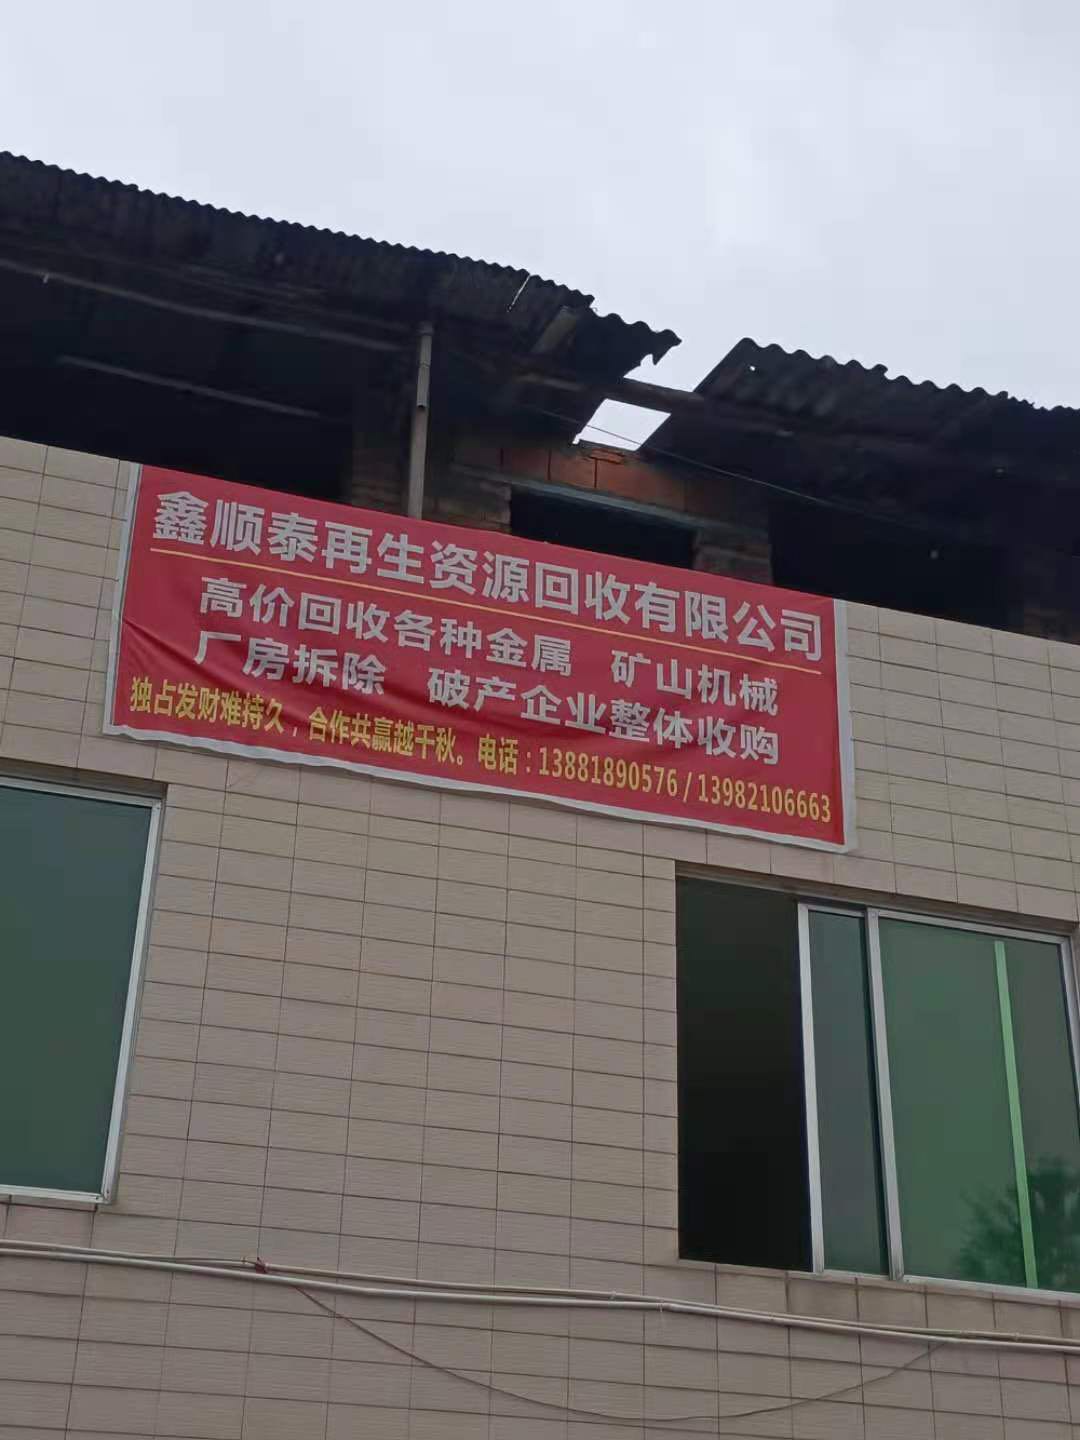 鑫顺泰再生资源回收有限公司
高价回收各种金属 矿山机械
厂房拆除 破产企业整体收购
独占发财难持久，合作共赢越千秋。电话：13881890576/13982106663